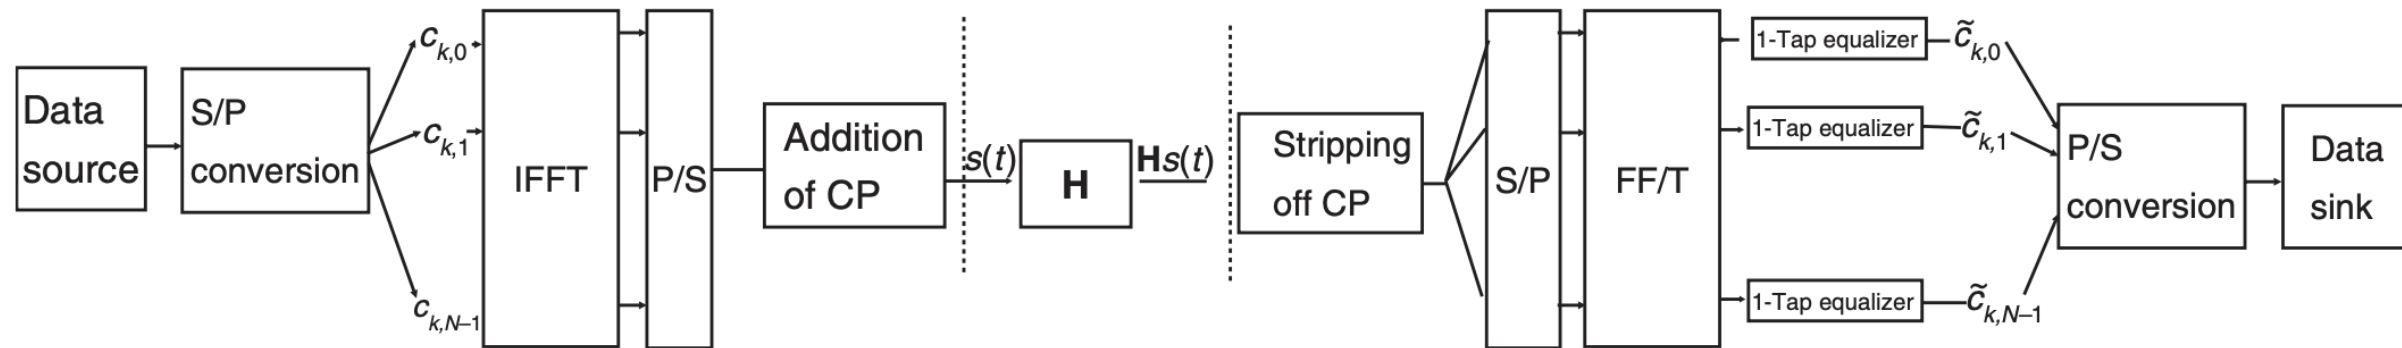 Data
source
S/P
conversion
c_{k,0}
c_{k,1}
c_{k,N–1}
IFFT
P/S
Addition
of CP
s(t)
H
Hs(t)
Stripping
off CP
S/P
FF/T
1-Tap equalizer
c̃_{k,0}
1-Tap equalizer
c̃_{k,1}
1-Tap equalizer
c̃_{k,N–1}
P/S
conversion
Data
sink